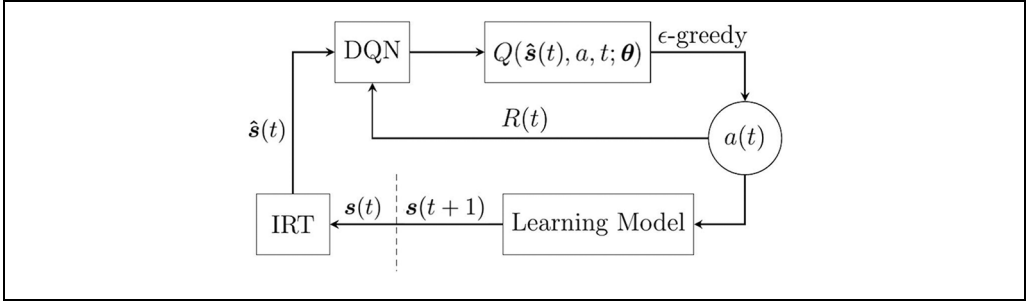 DQN
Q(ŝ(t), a, t; θ)
ϵ-greedy
R(t)
a(t)
ŝ(t)
IRT
s(t)
s(t + 1)
Learning Model